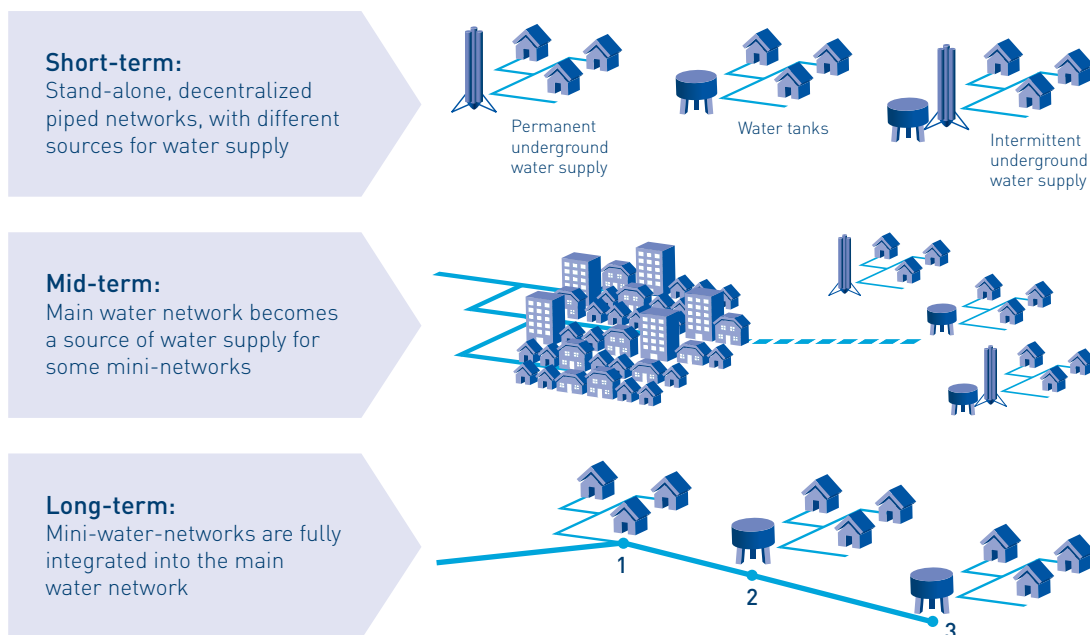 Short-term:
Stand-alone, decentralized
piped networks, with different
sources for water supply
Permanent
underground
water supply
Water tanks
Intermittent
underground
water supply
Mid-term:
Main water network becomes
a source of water supply for
some mini-networks
Long-term:
Mini-water-networks are fully
integrated into the main
water network
1
2
3